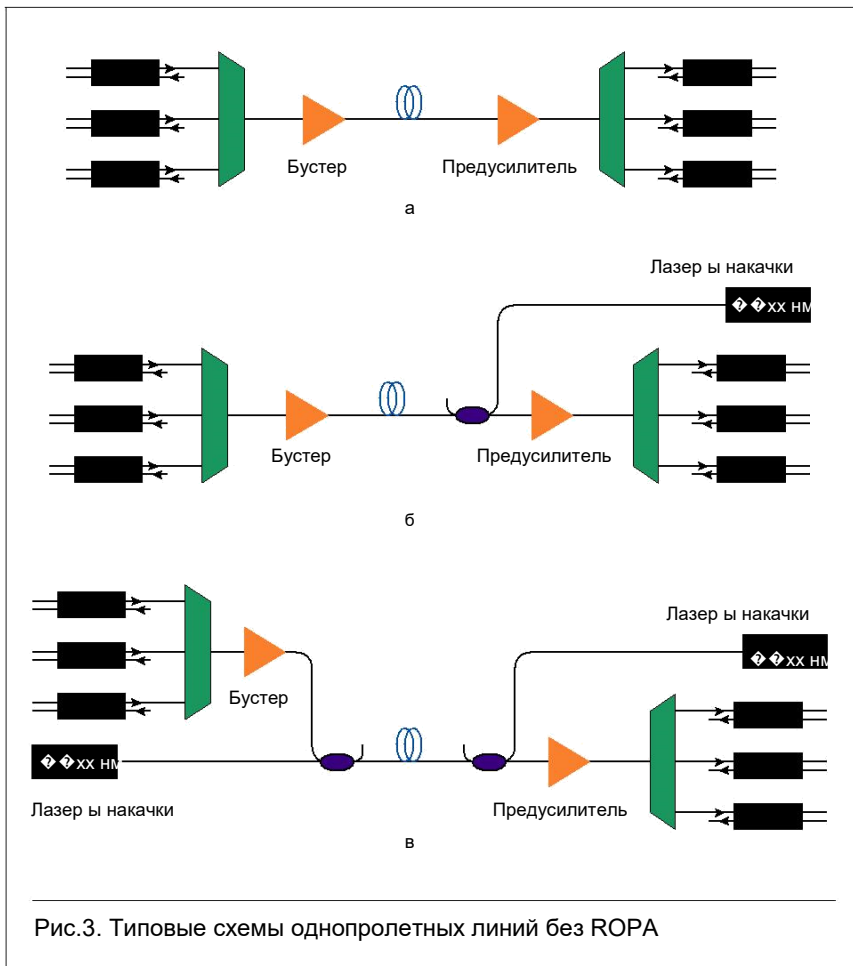 Бустер
Предусилитель
а
Лазер ы накачки
��xx нм
Бустер
Предусилитель
б
Лазер ы накачки
��xx нм
Бустер
��xx нм
Лазер ы накачки
Предусилитель
в
Рис.3. Типовые схемы однопролетных линий без ROPA